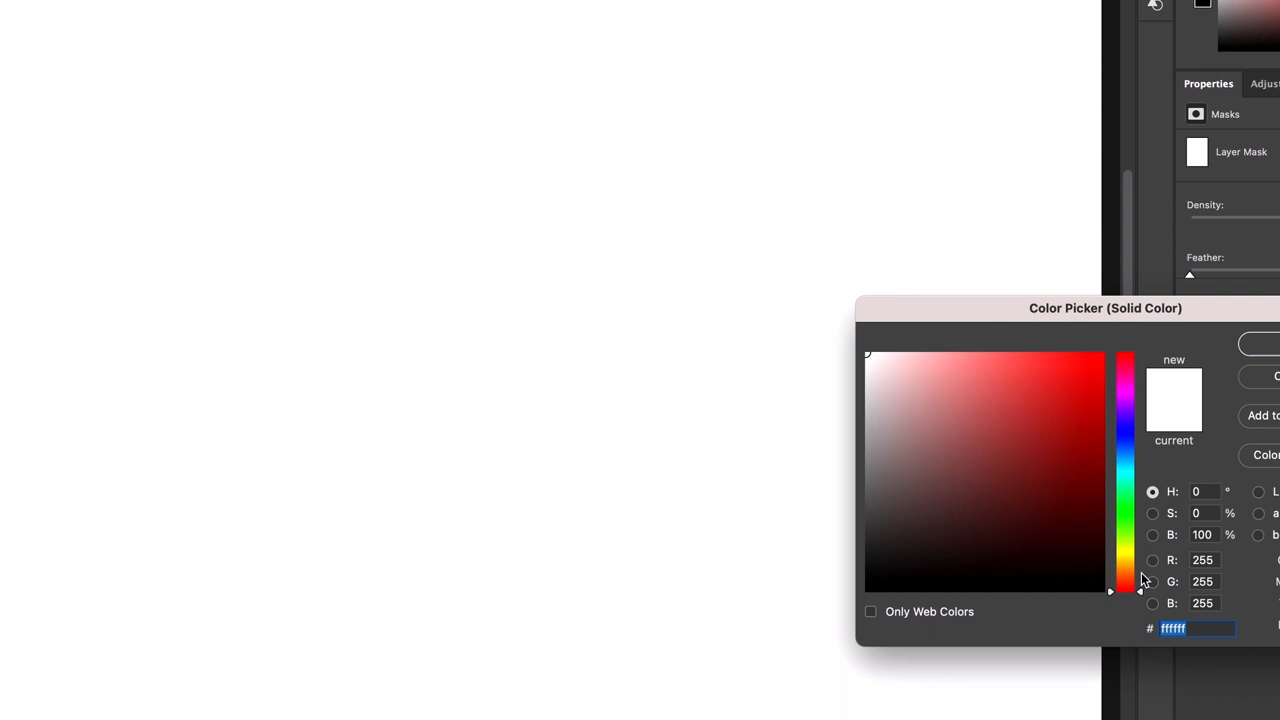 Properties Adjust
Masks
Layer Mask
Density:
Feather:
Color Picker (Solid Color)
new
current
C
Add to
Color
H: 0 ° L
S: 0 % a
B: 100 % b
R: 255
G: 255
B: 255
# ffffff
Only Web Colors